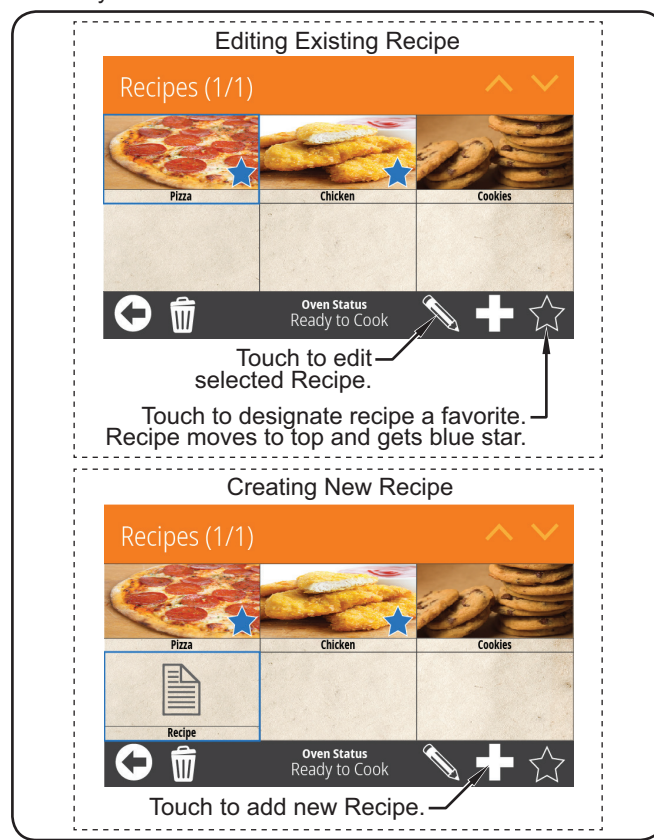 Editing Existing Recipe
Recipes (1/1)
Pizza
Chicken
Cookies
Oven Status
Ready to Cook
Touch to edit
selected Recipe.
Touch to designate recipe a favorite.
Recipe moves to top and gets blue star.
Creating New Recipe
Recipes (1/1)
Pizza
Chicken
Cookies
Recipe
Oven Status
Ready to Cook
Touch to add new Recipe.